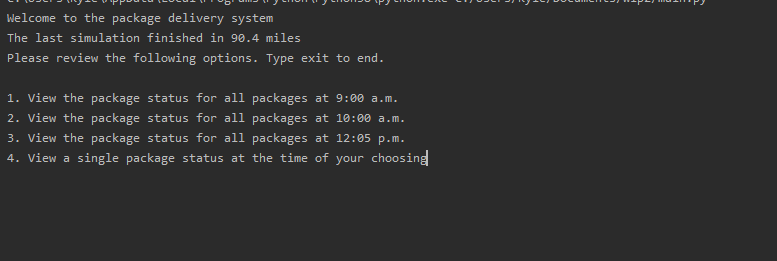 Welcome to the package delivery system
The last simulation finished in 90.4 miles
Please review the following options. Type exit to end.
1. View the package status for all packages at 9:00 a.m.
2. View the package status for all packages at 10:00 a.m.
3. View the package status for all packages at 12:05 p.m.
4. View a single package status at the time of your choosing